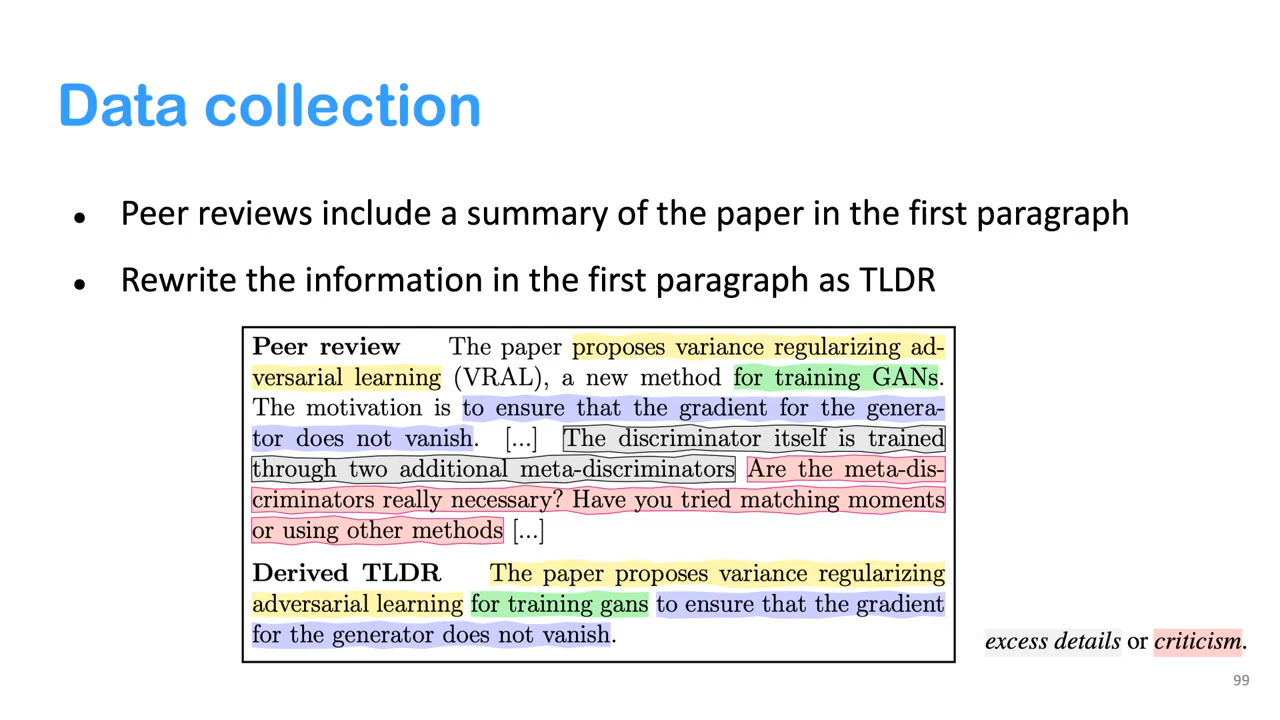 Data collection
● Peer reviews include a summary of the paper in the first paragraph
● Rewrite the information in the first paragraph as TLDR
Peer review The paper proposes variance regularizing ad-
versarial learning (VRAL), a new method for training GANs.
The motivation is to ensure that the gradient for the genera-
tor does not vanish. [...] The discriminator itself is trained
through two additional meta-discriminators Are the meta-dis-
criminators really necessary? Have you tried matching moments
or using other methods [...]
Derived TLDR The paper proposes variance regularizing
adversarial learning for training gans to ensure that the gradient
for the generator does not vanish.
excess details or criticism.
99